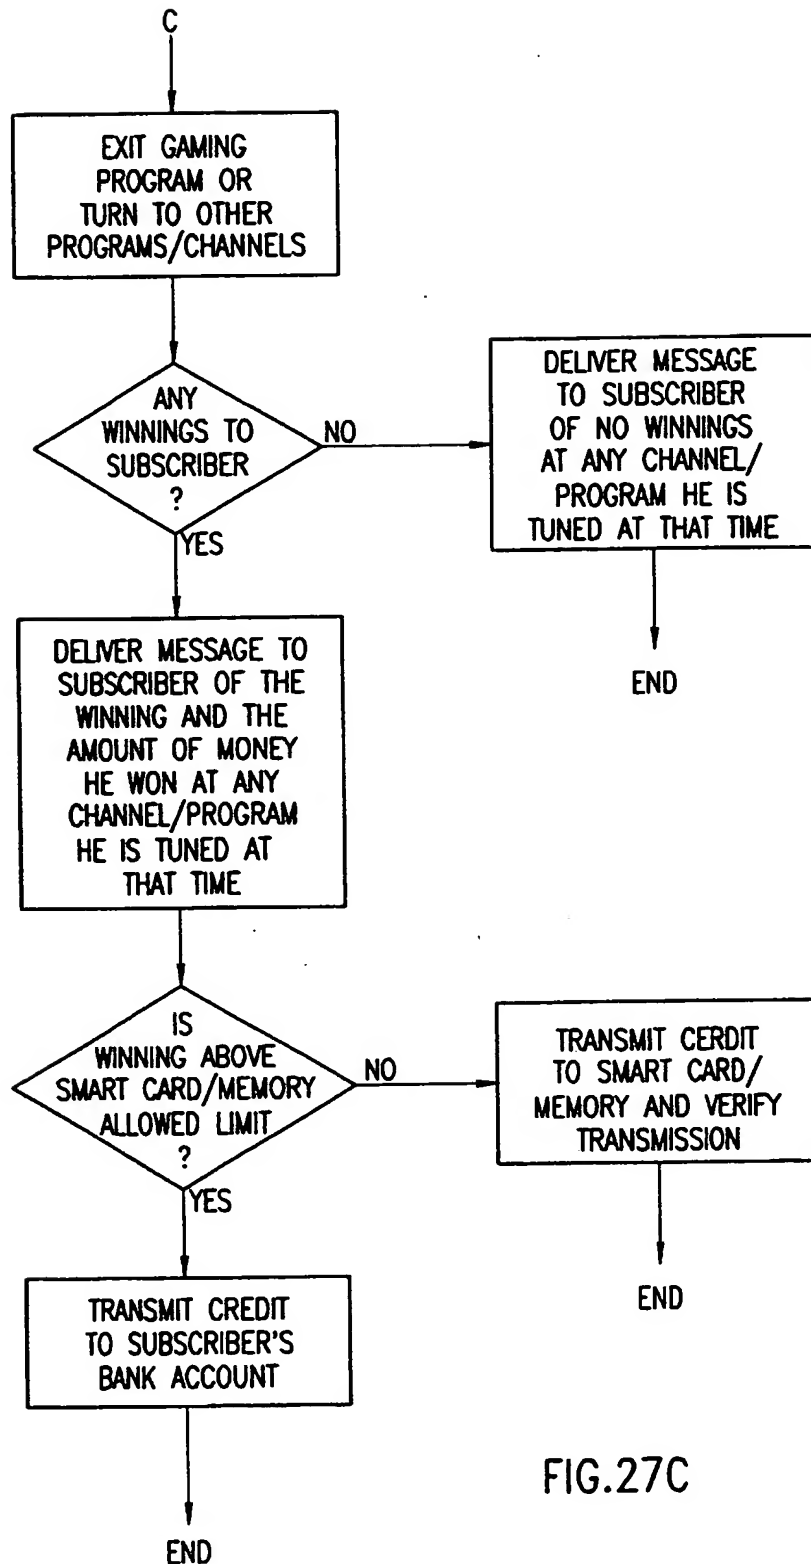 C
EXIT GAMING
PROGRAM OR
TURN TO OTHER
PROGRAMS/CHANNELS
ANY
WINNINGS TO
SUBSCRIBER
?
NO
DELIVER MESSAGE
TO SUBSCRIBER
OF NO WINNINGS
AT ANY CHANNEL/
PROGRAM HE IS
TUNED AT THAT TIME
END
YES
DELIVER MESSAGE TO
SUBSCRIBER OF THE
WINNING AND THE
AMOUNT OF MONEY
HE WON AT ANY
CHANNEL/PROGRAM
HE IS TUNED AT
THAT TIME
IS
WINNING ABOVE
SMART CARD/MEMORY
ALLOWED LIMIT
?
NO
TRANSMIT CERDIT
TO SMART CARD/
MEMORY AND VERIFY
TRANSMISSION
END
YES
TRANSMIT CREDIT
TO SUBSCRIBER'S
BANK ACCOUNT
END
FIG.27C